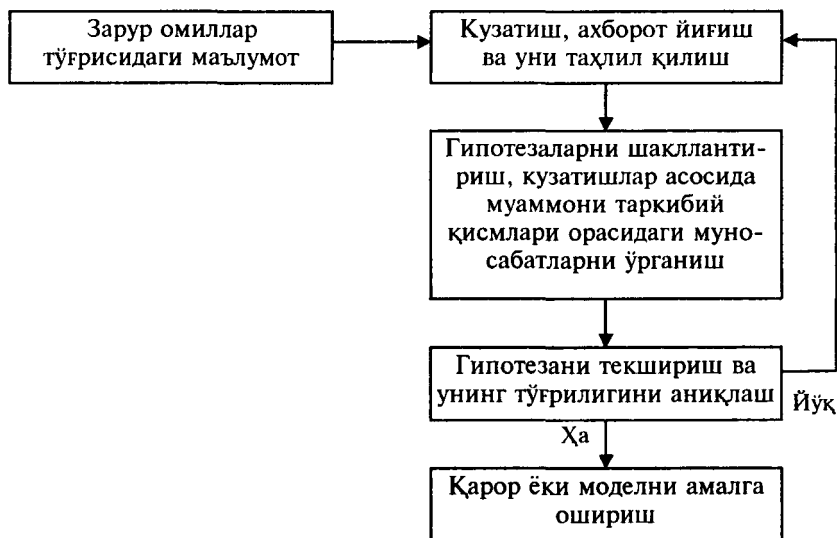 Зарур омиллар
тўғрисидаги маълумот
Кузатиш, ахборот йиғиш
ва уни таҳлил қилиш
Гипотезаларни шакллланти-
риш, кузатишлар асосида
муаммони таркибий
қисмлари орасидаги муно-
сабатларни ўрганиш
Гипотезани текшириш ва
унинг тўғрилигини аниқлаш
Йўқ
Ҳа
Қарор ёки моделни амалга
ошириш